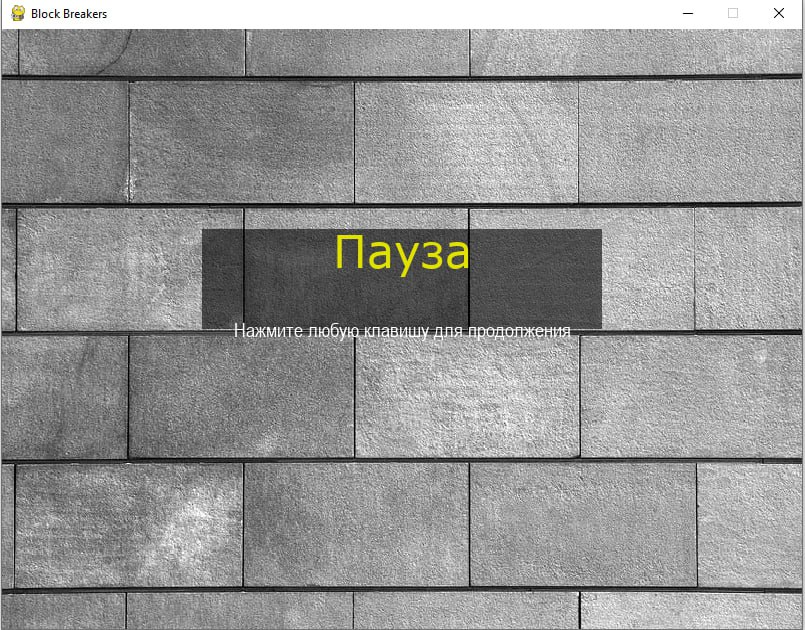 Block Breakers
Пауза
Нажмите любую клавишу для продолжения